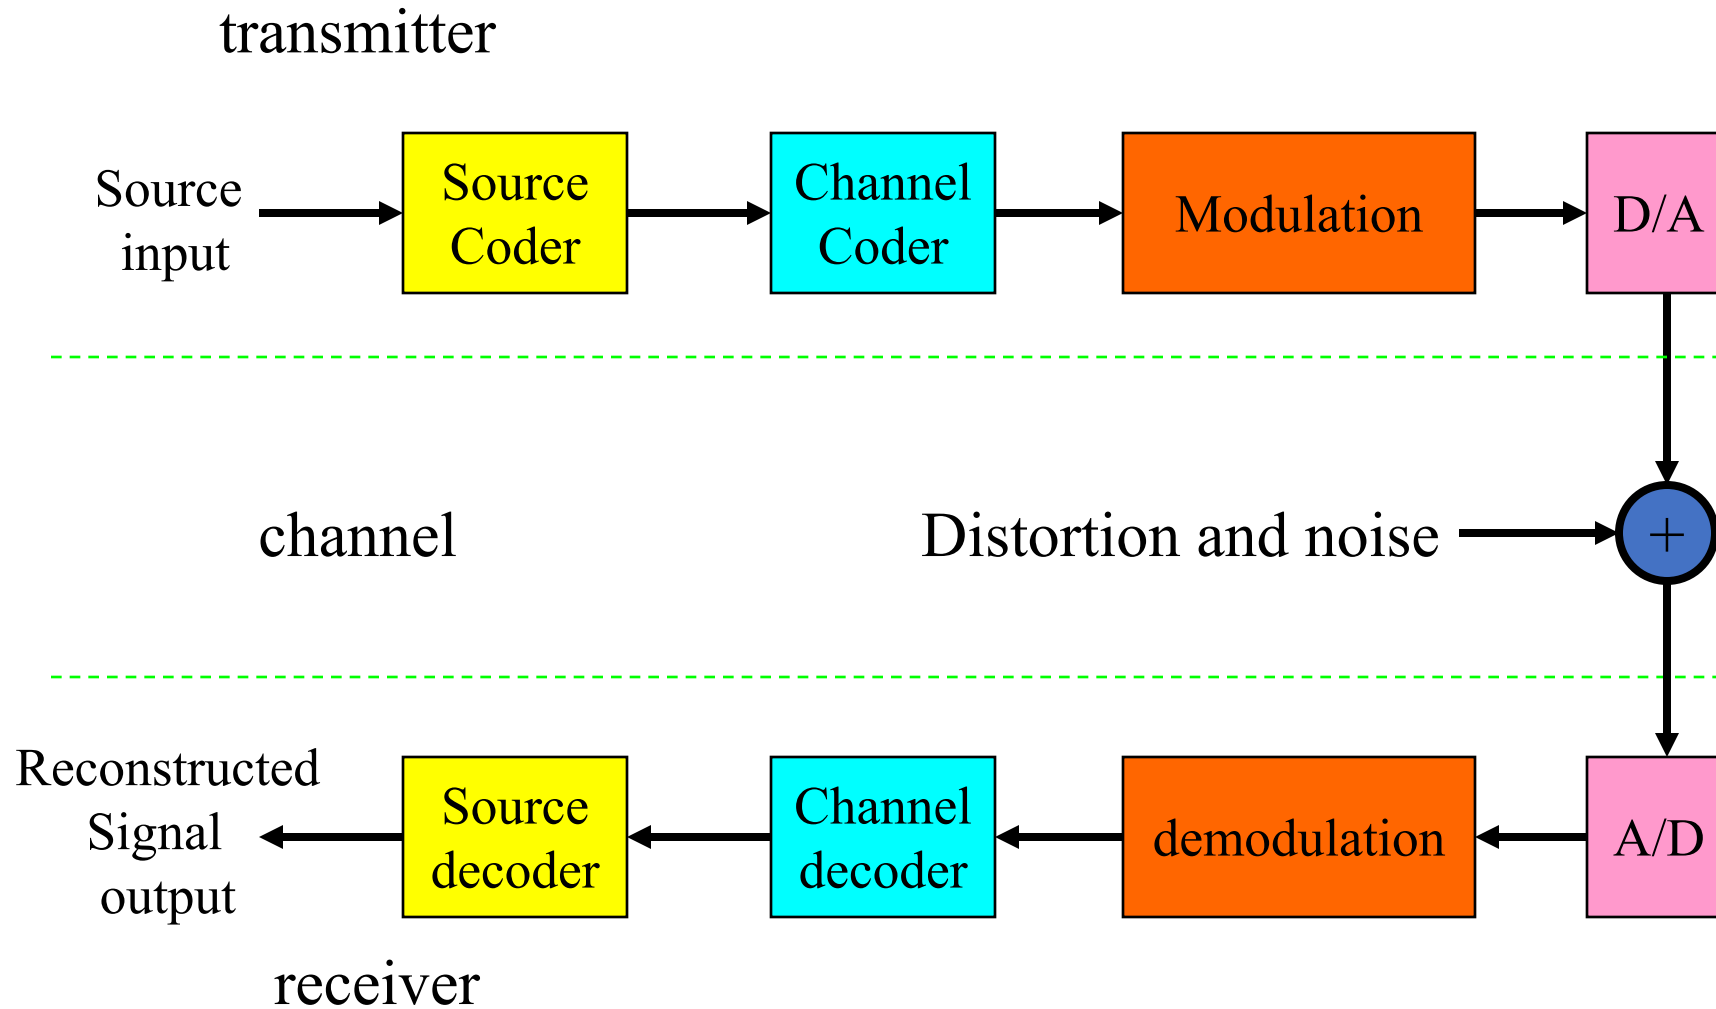 transmitter
Source
input
Source
Coder
Channel
Coder
Modulation
D/A
channel
Distortion and noise
+
Reconstructed
Signal
output
Source
decoder
Channel
decoder
demodulation
A/D
receiver